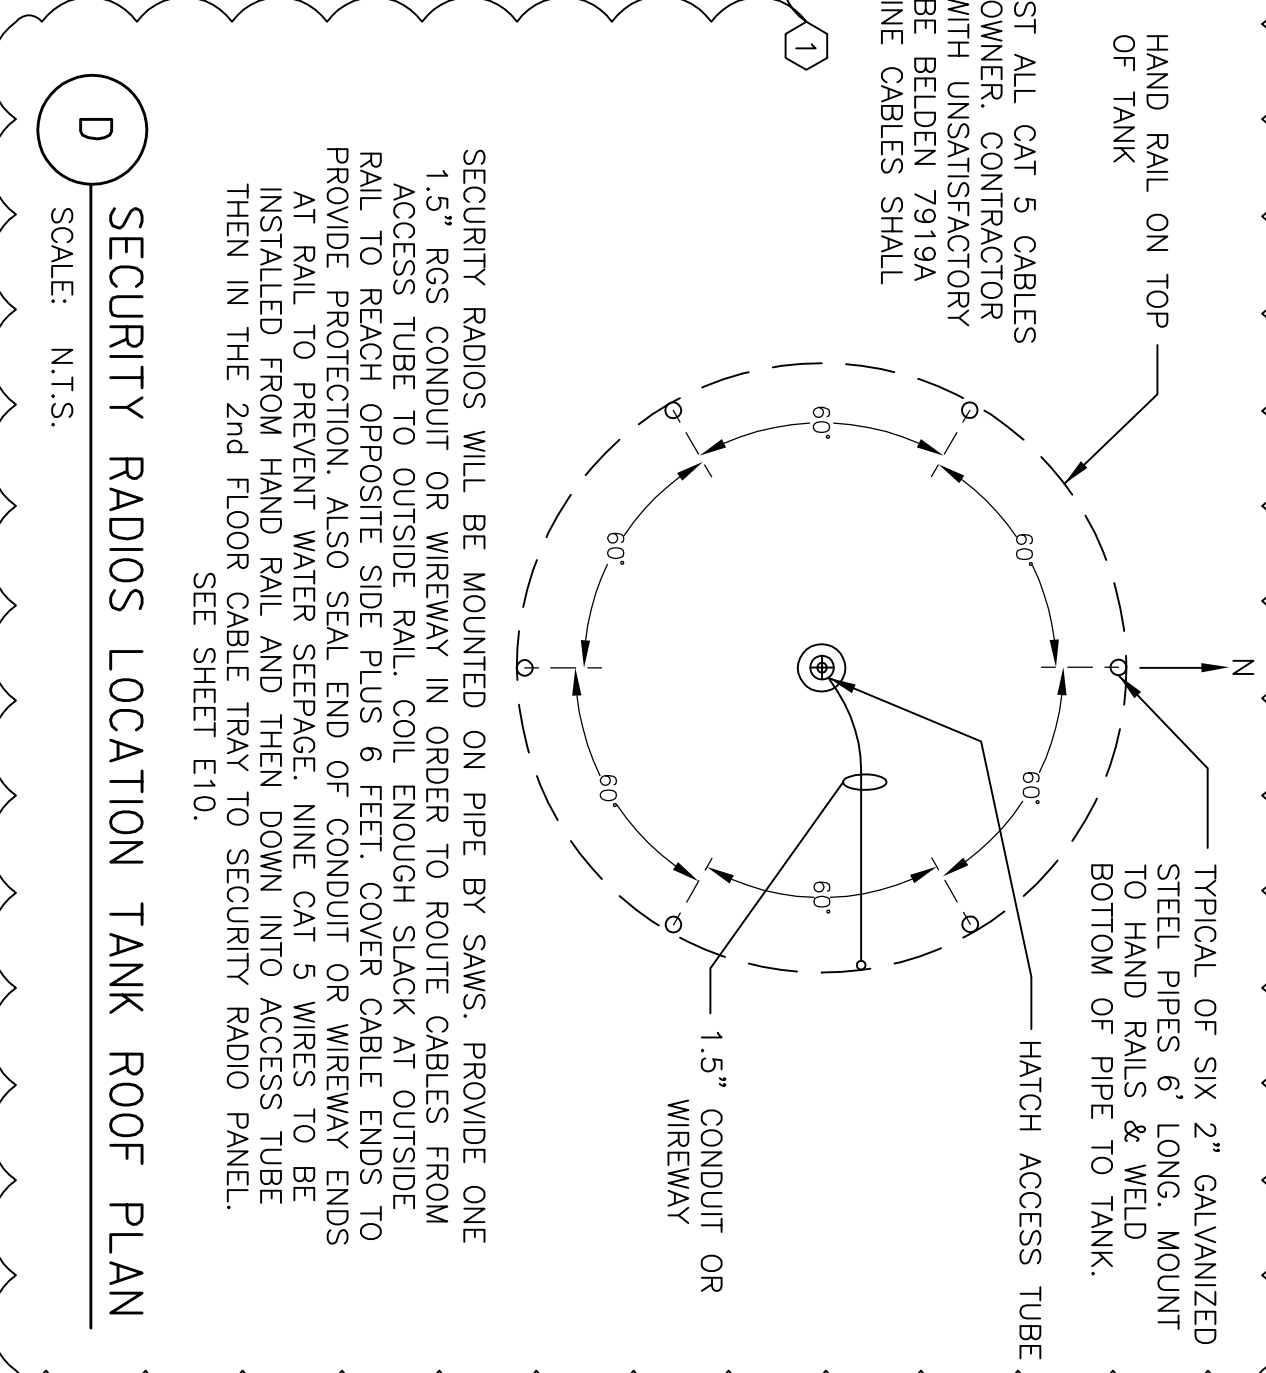 HAND RAIL ON TOP
OF TANK
ST ALL CAT 5 CABLES
OWNER. CONTRACTOR
WITH UNSATISFACTORY
BE BELDEN 7919A
INE CABLES SHALL
1
N
60°
60°
60°
60°
60°
60°
TYPICAL OF SIX 2" GALVANIZED
STEEL PIPES 6' LONG. MOUNT
TO HAND RAILS & WELD
BOTTOM OF PIPE TO TANK.
HATCH ACCESS TUBE
1.5" CONDUIT OR
WIREWAY
SECURITY RADIOS WILL BE MOUNTED ON PIPE BY SAWS. PROVIDE ONE
1.5" RGS CONDUIT OR WIREWAY IN ORDER TO ROUTE CABLES FROM
ACCESS TUBE TO OUTSIDE RAIL. COIL ENOUGH SLACK AT OUTSIDE
RAIL TO REACH OPPOSITE SIDE PLUS 6 FEET. COVER CABLE ENDS TO
PROVIDE PROTECTION. ALSO SEAL END OF CONDUIT OR WIREWAY ENDS
AT RAIL TO PREVENT WATER SEEPAGE. NINE CAT 5 WIRES TO BE
INSTALLED FROM HAND RAIL AND THEN DOWN INTO ACCESS TUBE
THEN IN THE 2nd FLOOR CABLE TRAY TO SECURITY RADIO PANEL.
SEE SHEET E10.
D
SECURITY RADIOS LOCATION TANK ROOF PLAN
SCALE: N.T.S.